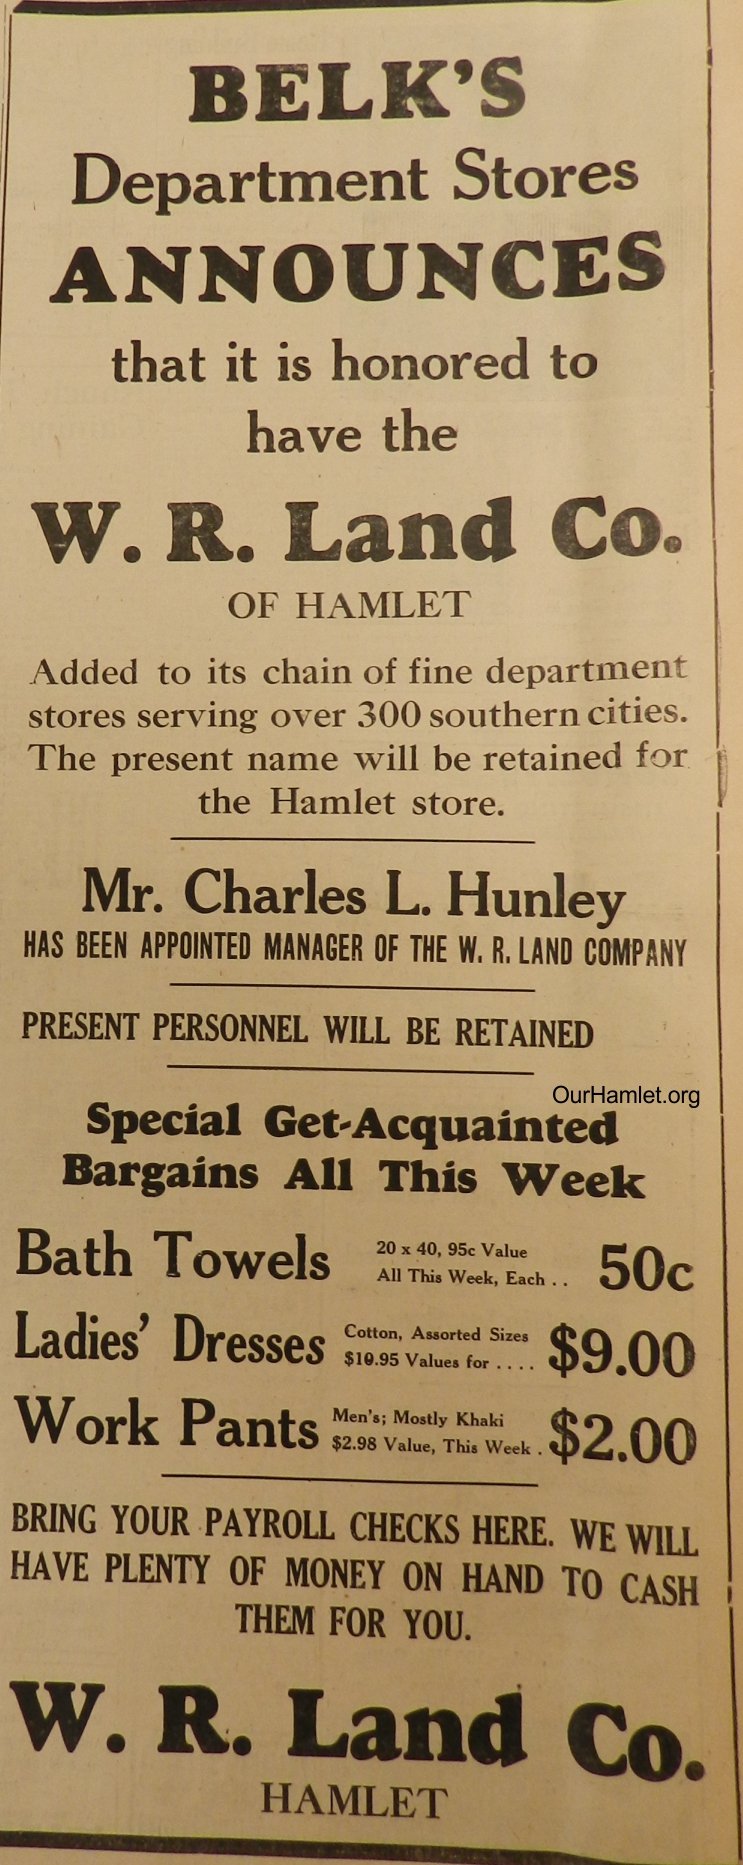 BELK'S
Department Stores
ANNOUNCES
that it is honored to
have the
W. R. Land Co.
OF HAMLET
Added to its chain of fine department
stores serving over 300 southern cities.
The present name will be retained for
the Hamlet store.
Mr. Charles L. Hunley
HAS BEEN APPOINTED MANAGER OF THE W. R. LAND COMPANY
PRESENT PERSONNEL WILL BE RETAINED
OurHamlet.org
Special Get-Acquainted
Bargains All This Week
Bath Towels 20 x 40, 95c Value
All This Week, Each . . 50c
Ladies' Dresses Cotton, Assorted Sizes
$10.95 Values for . . . . $9.00
Work Pants Men's; Mostly Khaki
$2.98 Value, This Week . $2.00
BRING YOUR PAYROLL CHECKS HERE. WE WILL
HAVE PLENTY OF MONEY ON HAND TO CASH
THEM FOR YOU.
W. R. Land Co.
HAMLET